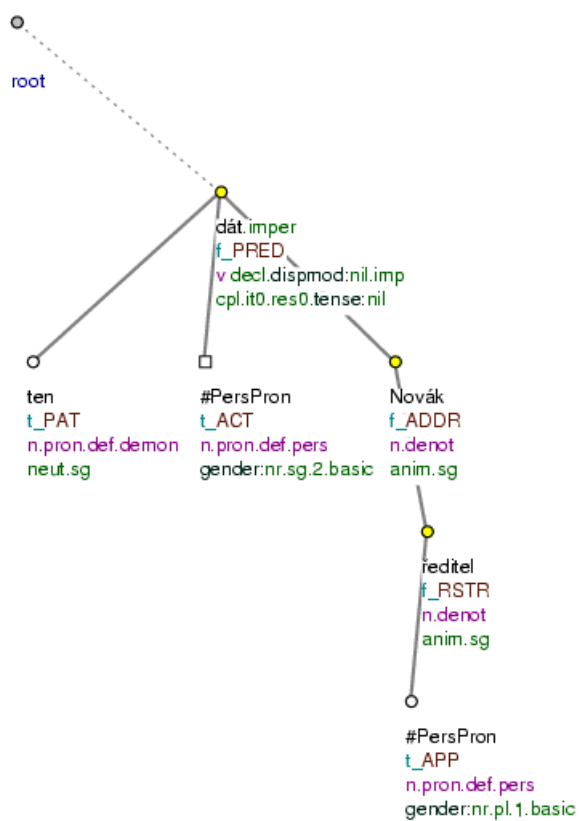 root
dát.imper
f_PRED
v decl.dispmod:nil.imp
cpl.it0.res0.tense:nil
ten
t_PAT
n.pron.def.demon
neut.sg
#PersPron
t_ACT
n.pron.def.pers
gender:nr.sg.2.basic
Novák
f_ADDR
n.denot
anim.sg
ředitel
f_RSTR
n.denot
anim.sg
#PersPron
t_APP
n.pron.def.pers
gender:nr.pl.1.basic